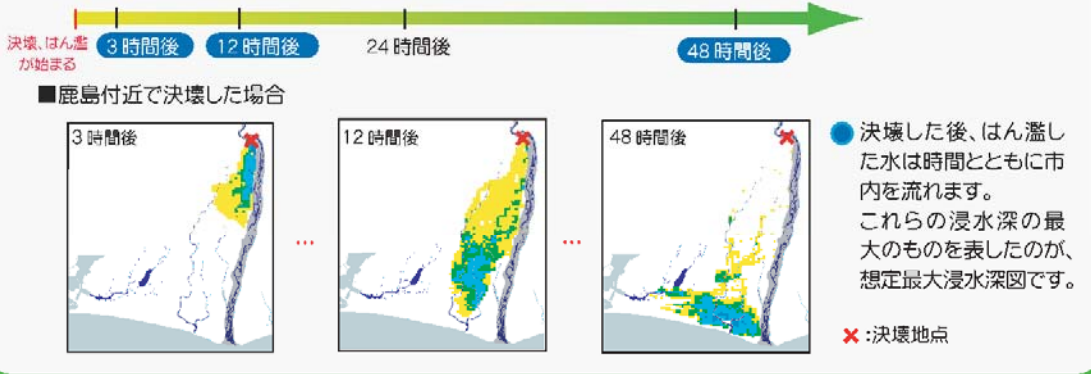 決壊、はん濫
が始まる
3時間後
12時間後
24時間後
48時間後
■鹿島付近で決壊した場合
3時間後
12時間後
48時間後
…
…
決壊した後、はん濫し
た水は時間とともに市
内を流れます。
これらの浸水深の最
大のものを表したのが、
想定最大浸水深図です。
×:決壊地点